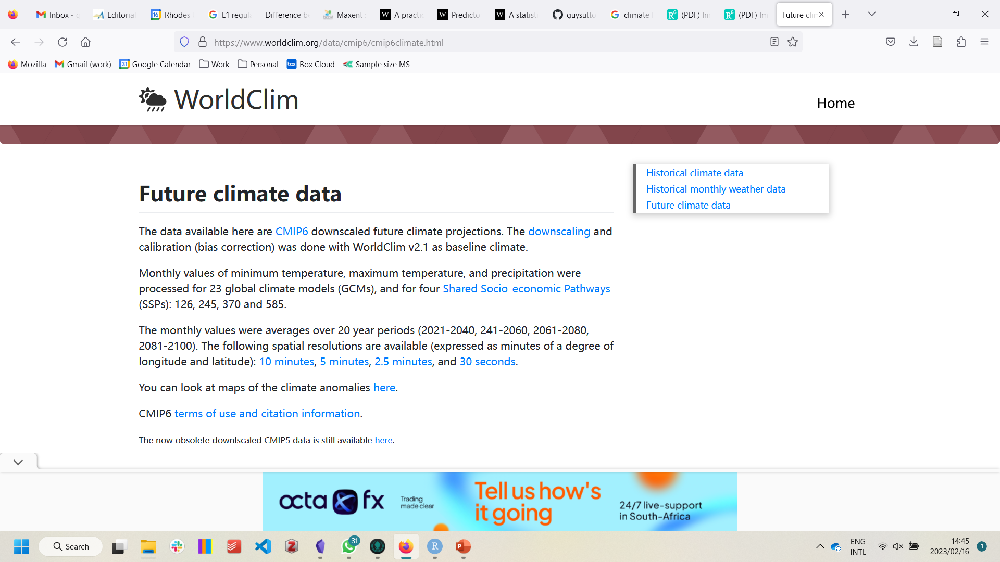 Inbox - g
Editorial
Rhodes
L1 regula
Difference be
Maxent
A practic
Predicto
A statisti
guysutto
climate
(PDF) Im
(PDF) Im
Future clim
https://www.worldclim.org/data/cmip6/cmip6climate.html
Mozilla
Gmail (work)
Google Calendar
Work
Personal
Box Cloud
Sample size MS
WorldClim
Home
Historical climate data
Historical monthly weather data
Future climate data
Future climate data
The data available here are CMIP6 downscaled future climate projections. The downscaling and
calibration (bias correction) was done with WorldClim v2.1 as baseline climate.
Monthly values of minimum temperature, maximum temperature, and precipitation were
processed for 23 global climate models (GCMs), and for four Shared Socio-economic Pathways
(SSPs): 126, 245, 370 and 585.
The monthly values were averages over 20 year periods (2021-2040, 241-2060, 2061-2080,
2081-2100). The following spatial resolutions are available (expressed as minutes of a degree of
longitude and latitude): 10 minutes, 5 minutes, 2.5 minutes, and 30 seconds.
You can look at maps of the climate anomalies here.
CMIP6 terms of use and citation information.
The now obsolete downlscaled CMIP5 data is still available here.
octa fx
Trading
made clear
Tell us how's
it going
24/7 live-support
in South-Africa
Search
31
ENG
INTL
14:45
2023/02/16
1